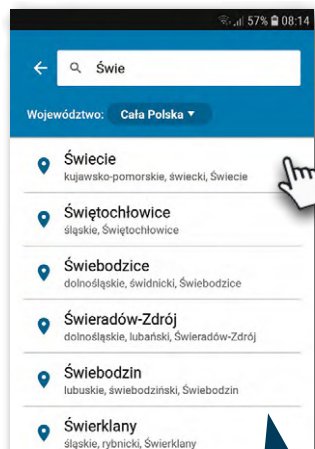 57% 08:14
Świe
Województwo: Cała Polska
Świecie
kujawsko-pomorskie, świecki, Świecie
Świętochłowice
śląskie, Świętochłowice
Świebodzice
dolnośląskie, świdnicki, Świebodzice
Świeradów-Zdrój
dolnośląskie, lubański, Świeradów-Zdrój
Świebodzin
lubuskie, świebodziński, Świebodzin
Świerklany
śląskie, rybnicki, Świerklany